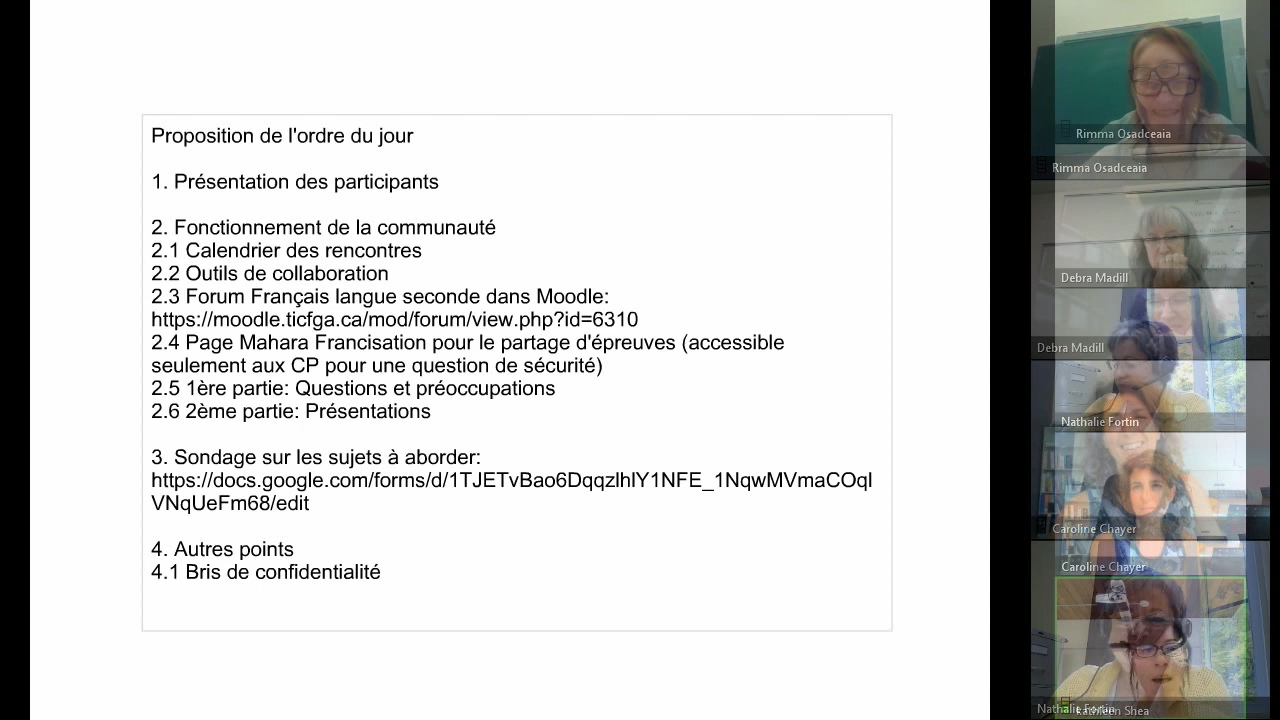 Proposition de l'ordre du jour
1. Présentation des participants
2. Fonctionnement de la communauté
2.1 Calendrier des rencontres
2.2 Outils de collaboration
2.3 Forum Français langue seconde dans Moodle:
https://moodle.ticfga.ca/mod/forum/view.php?id=6310
2.4 Page Mahara Francisation pour le partage d'épreuves (accessible
seulement aux CP pour une question de sécurité)
2.5 1ère partie: Questions et préoccupations
2.6 2ème partie: Présentations
3. Sondage sur les sujets à aborder:
https://docs.google.com/forms/d/1TJETvBao6DqqzlhlY1NFE_1NqwMVmaCOql
VNqUeFm68/edit
4. Autres points
4.1 Bris de confidentialité
Rimma Osadceaia
Rimma Osadceaia
Debra Madill
Debra Madill
Nathalie Fortin
Caroline Chayer
Caroline Chayer
Nathalie Fortin
Kathleen Shea